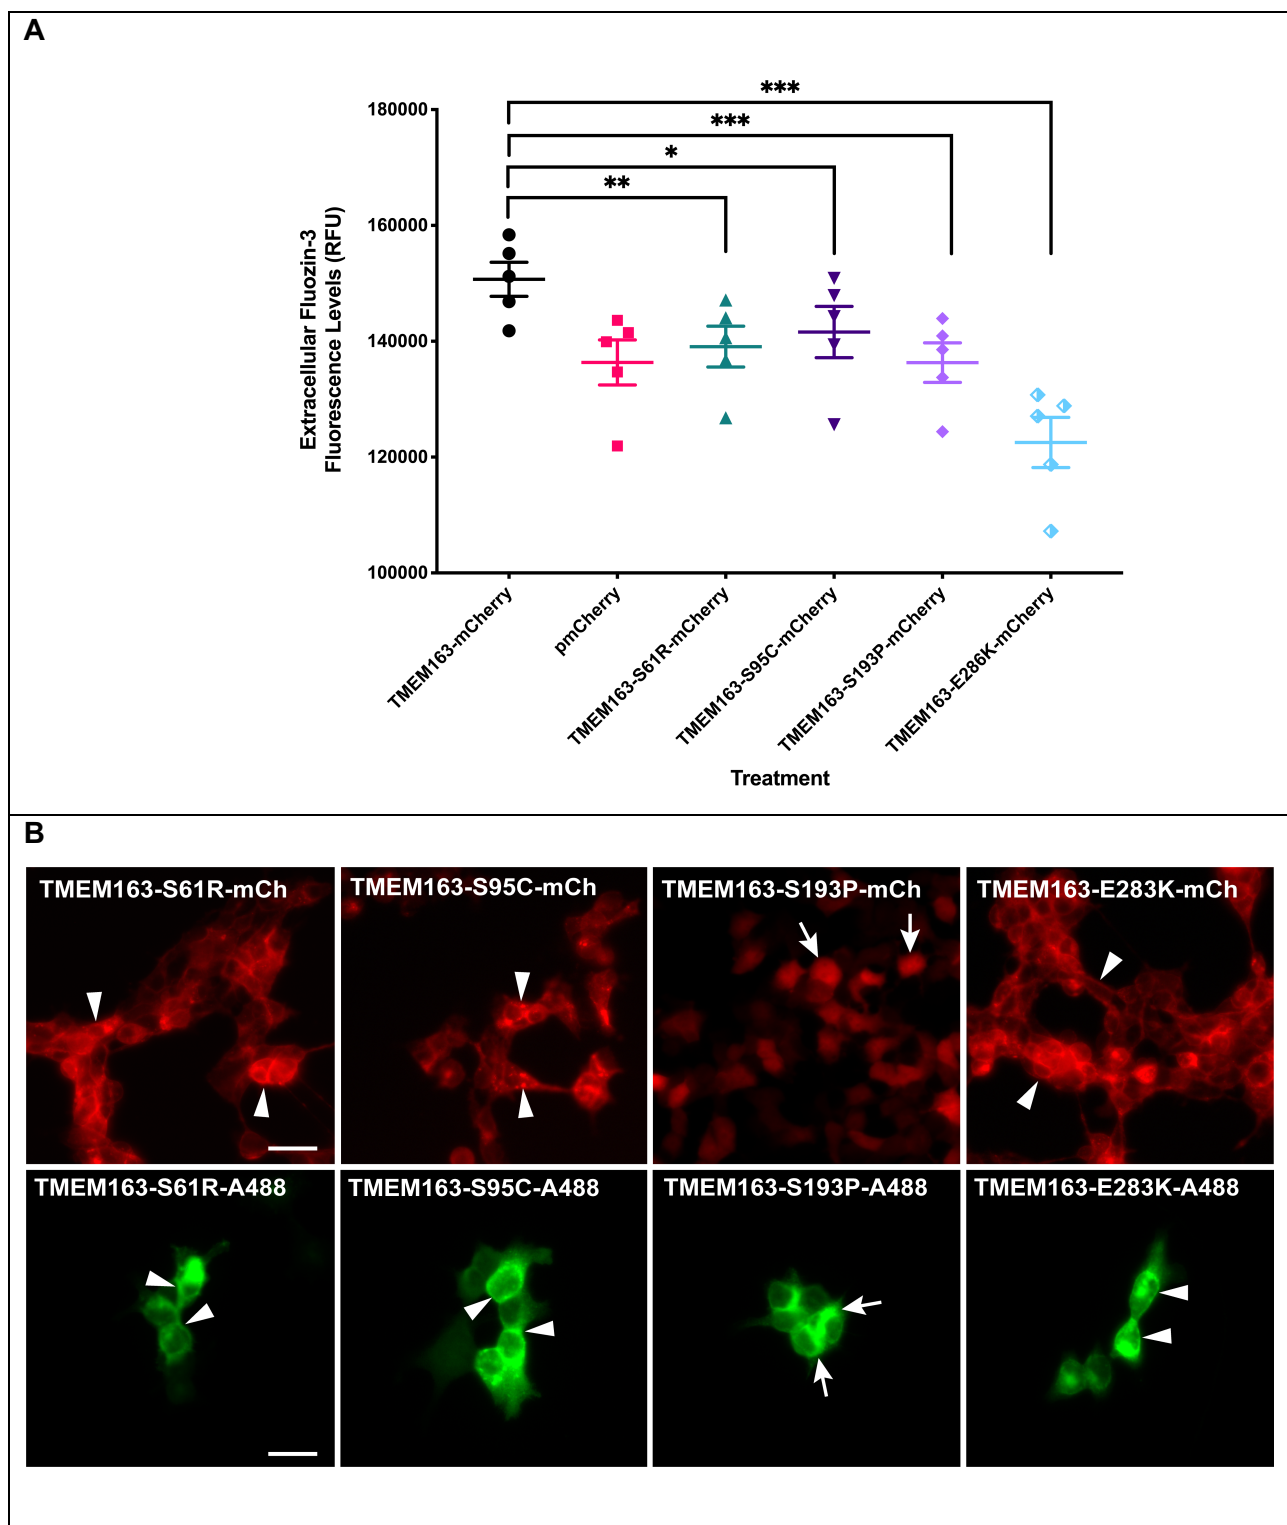 A
***
***
*
**
180000
160000
140000
120000
100000
Extracellular Fluozin-3
Fluorescence Levels (RFU)
TMEM163-mCherry
pmCherry
TMEM163-S61R-mCherry
TMEM163-S95C-mCherry
TMEM163-S193P-mCherry
TMEM163-E286K-mCherry
Treatment
B
TMEM163-S61R-mCh
TMEM163-S95C-mCh
TMEM163-S193P-mCh
TMEM163-E283K-mCh
TMEM163-S61R-A488
TMEM163-S95C-A488
TMEM163-S193P-A488
TMEM163-E283K-A488